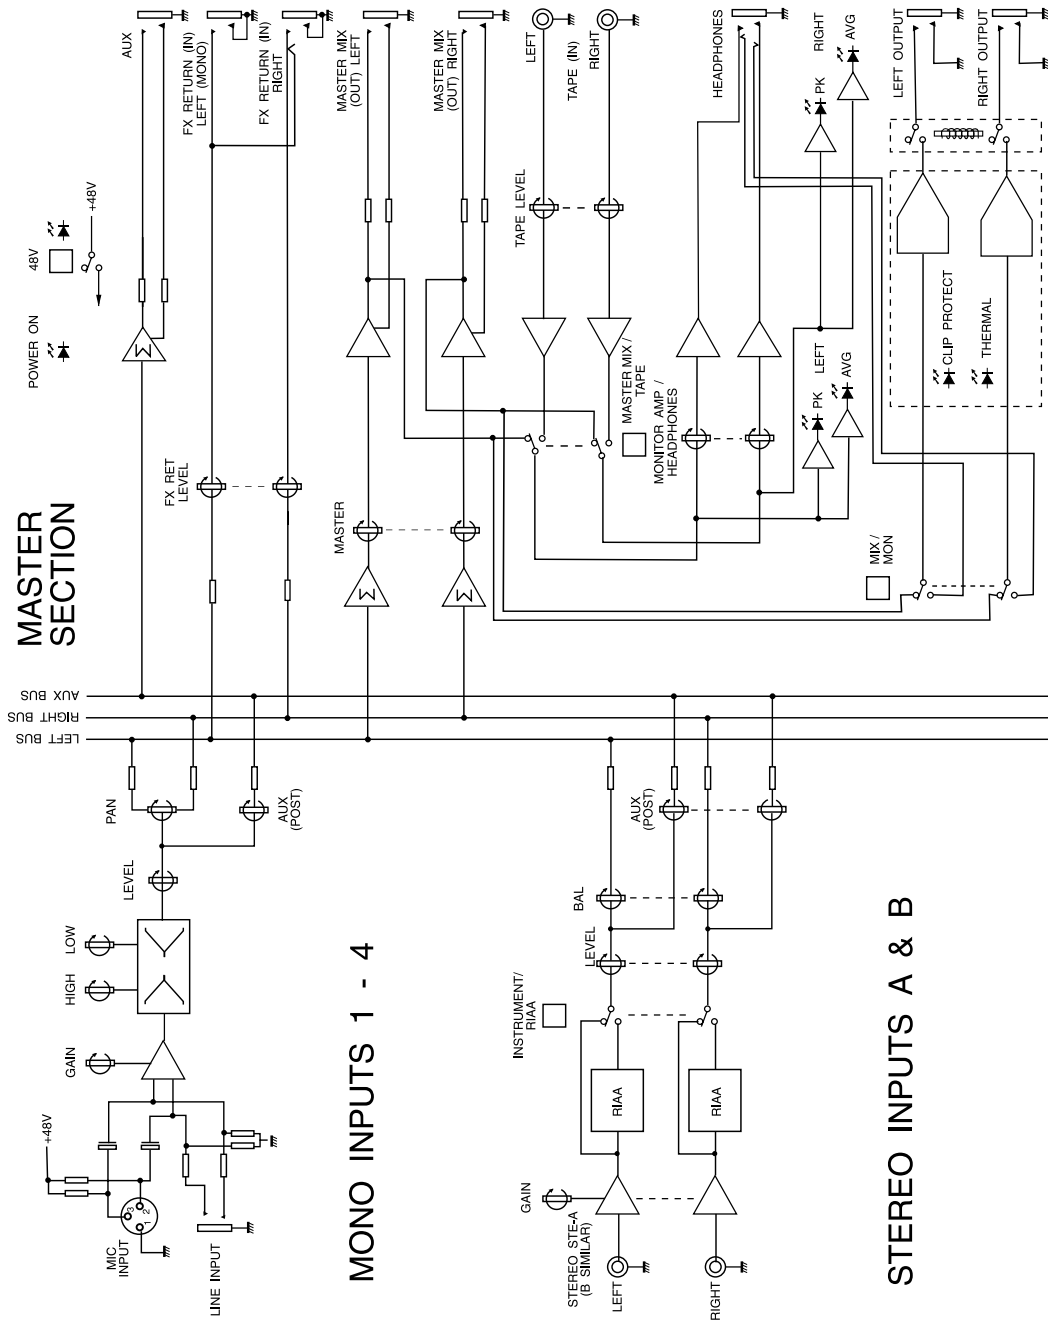 MASTER
SECTION
POWER ON
48V
+48V
AUX
FX RETURN (IN)
LEFT (MONO)
FX RETURN (IN)
RIGHT
MASTER MIX
(OUT) LEFT
MASTER MIX
(OUT) RIGHT
LEFT
TAPE (IN)
RIGHT
HEADPHONES
RIGHT
PK
AVG
LEFT OUTPUT
RIGHT OUTPUT
FX RET
LEVEL
MASTER
TAPE LEVEL
MASTER MIX /
TAPE
MONITOR AMP /
HEADPHONES
LEFT
PK
AVG
CLIP PROTECT
THERMAL
MIX /
MON
AUX BUS
RIGHT BUS
LEFT BUS
MONO INPUTS 1 - 4
+48V
MIC
INPUT
1
2
3
LINE INPUT
GAIN
HIGH
LOW
LEVEL
PAN
AUX
(POST)
STEREO INPUTS A & B
STEREO STE-A
(B SIMILAR)
LEFT
RIGHT
GAIN
RIAA
RIAA
INSTRUMENT/
RIAA
LEVEL
BAL
AUX
(POST)
Σ
Σ
Σ